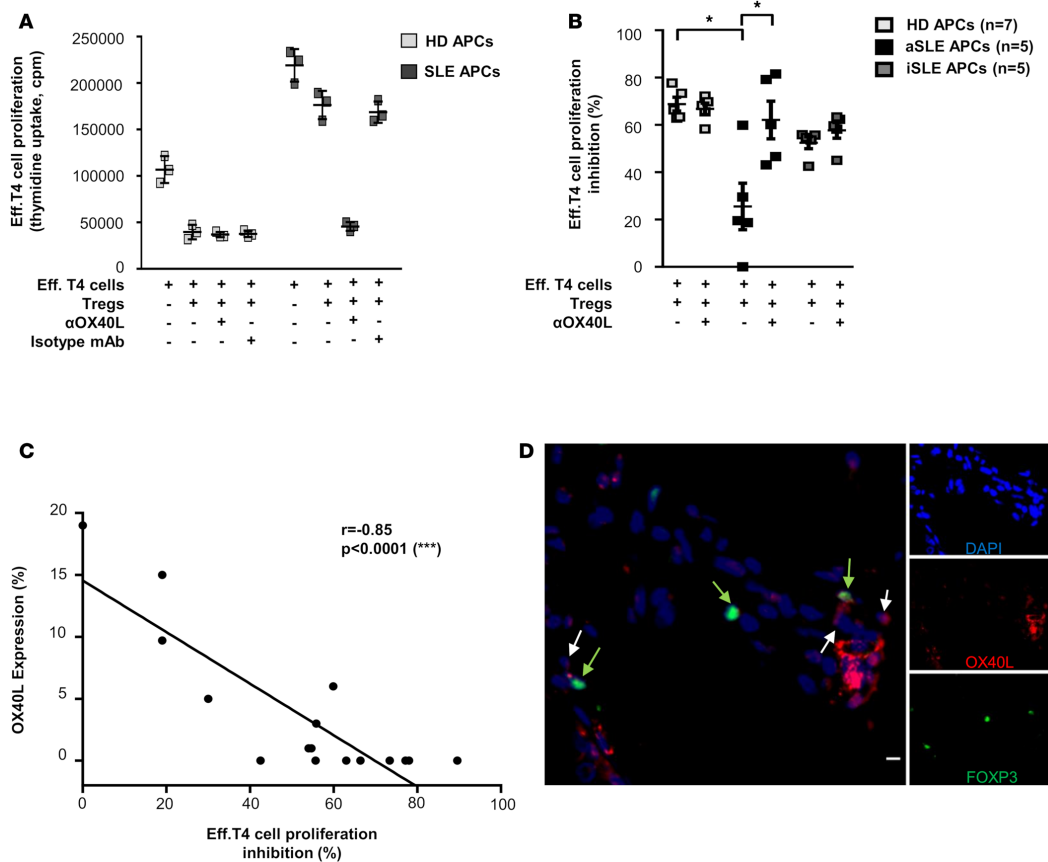 A
HD APCs
SLE APCs
Eff.T4 cell proliferation
(thymidine uptake, cpm)
250000
200000
150000
100000
50000
0
Eff. T4 cells + + + + + + + +
Tregs - + + + - + + +
αOX40L - - + - - - + -
Isotype mAb - - - + - - - +
B
HD APCs (n=7)
aSLE APCs (n=5)
iSLE APCs (n=5)
* *
Eff.T4 cell proliferation
inhibition (%)
100
80
60
40
20
0
Eff. T4 cells + + + + + +
Tregs + + + + + +
αOX40L - + - + - +
C
OX40L Expression (%)
20
15
10
5
0
r=-0.85
p<0.0001 (***)
0 20 40 60 80 100
Eff.T4 cell proliferation
inhibition (%)
D
DAPI
OX40L
FOXP3